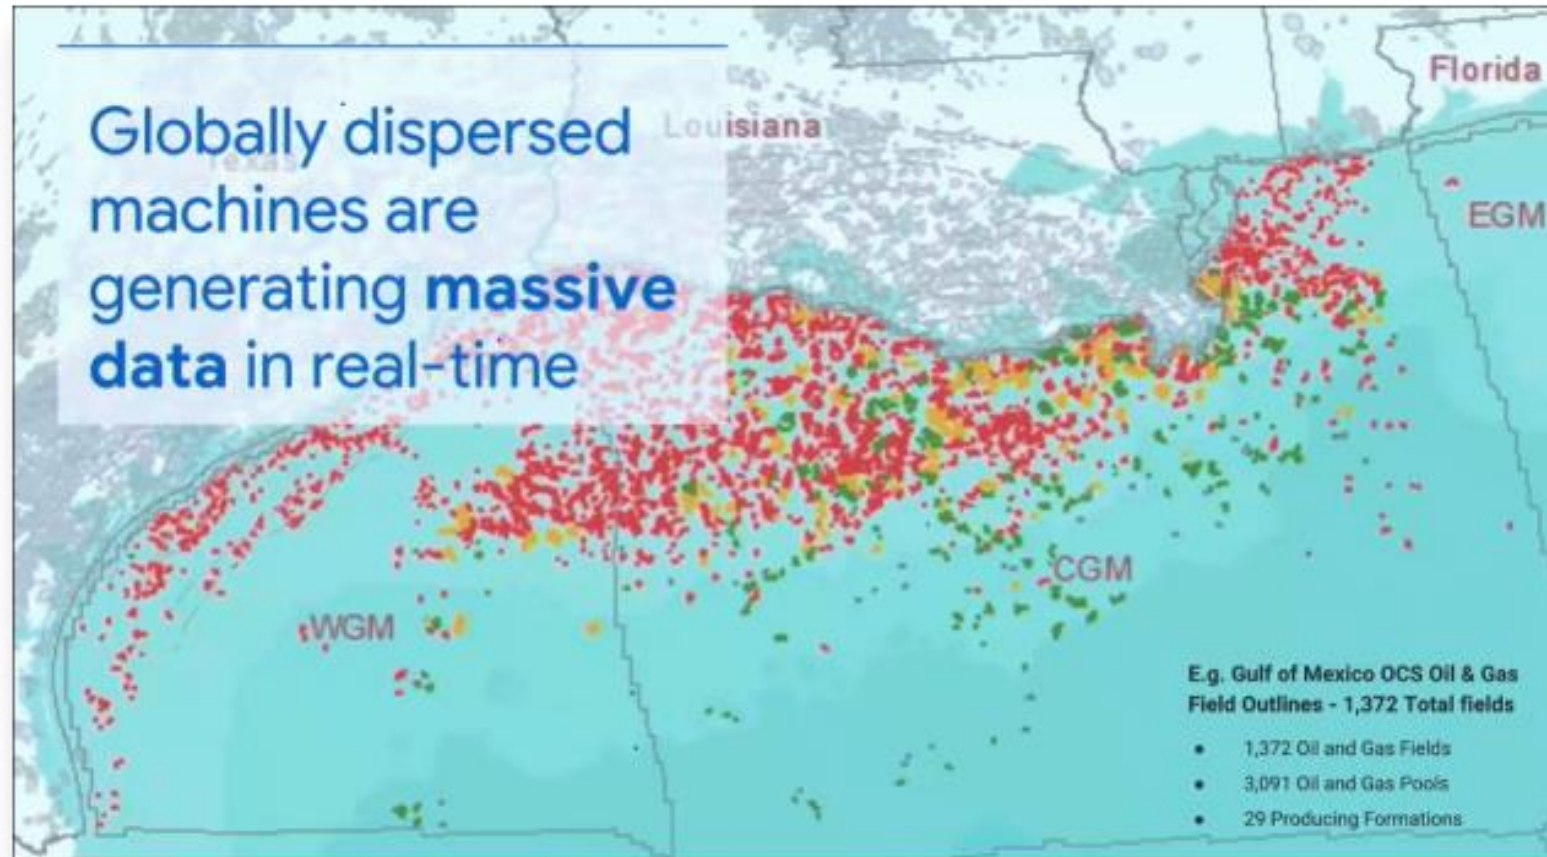 Globally dispersed
machines are
generating massive
data in real-time
Texas
Louisiana
Florida
EGM
CGM
WGM
E.g. Gulf of Mexico OCS Oil & Gas
Field Outlines - 1,372 Total fields
• 1,372 Oil and Gas Fields
• 3,091 Oil and Gas Pools
• 29 Producing Formations